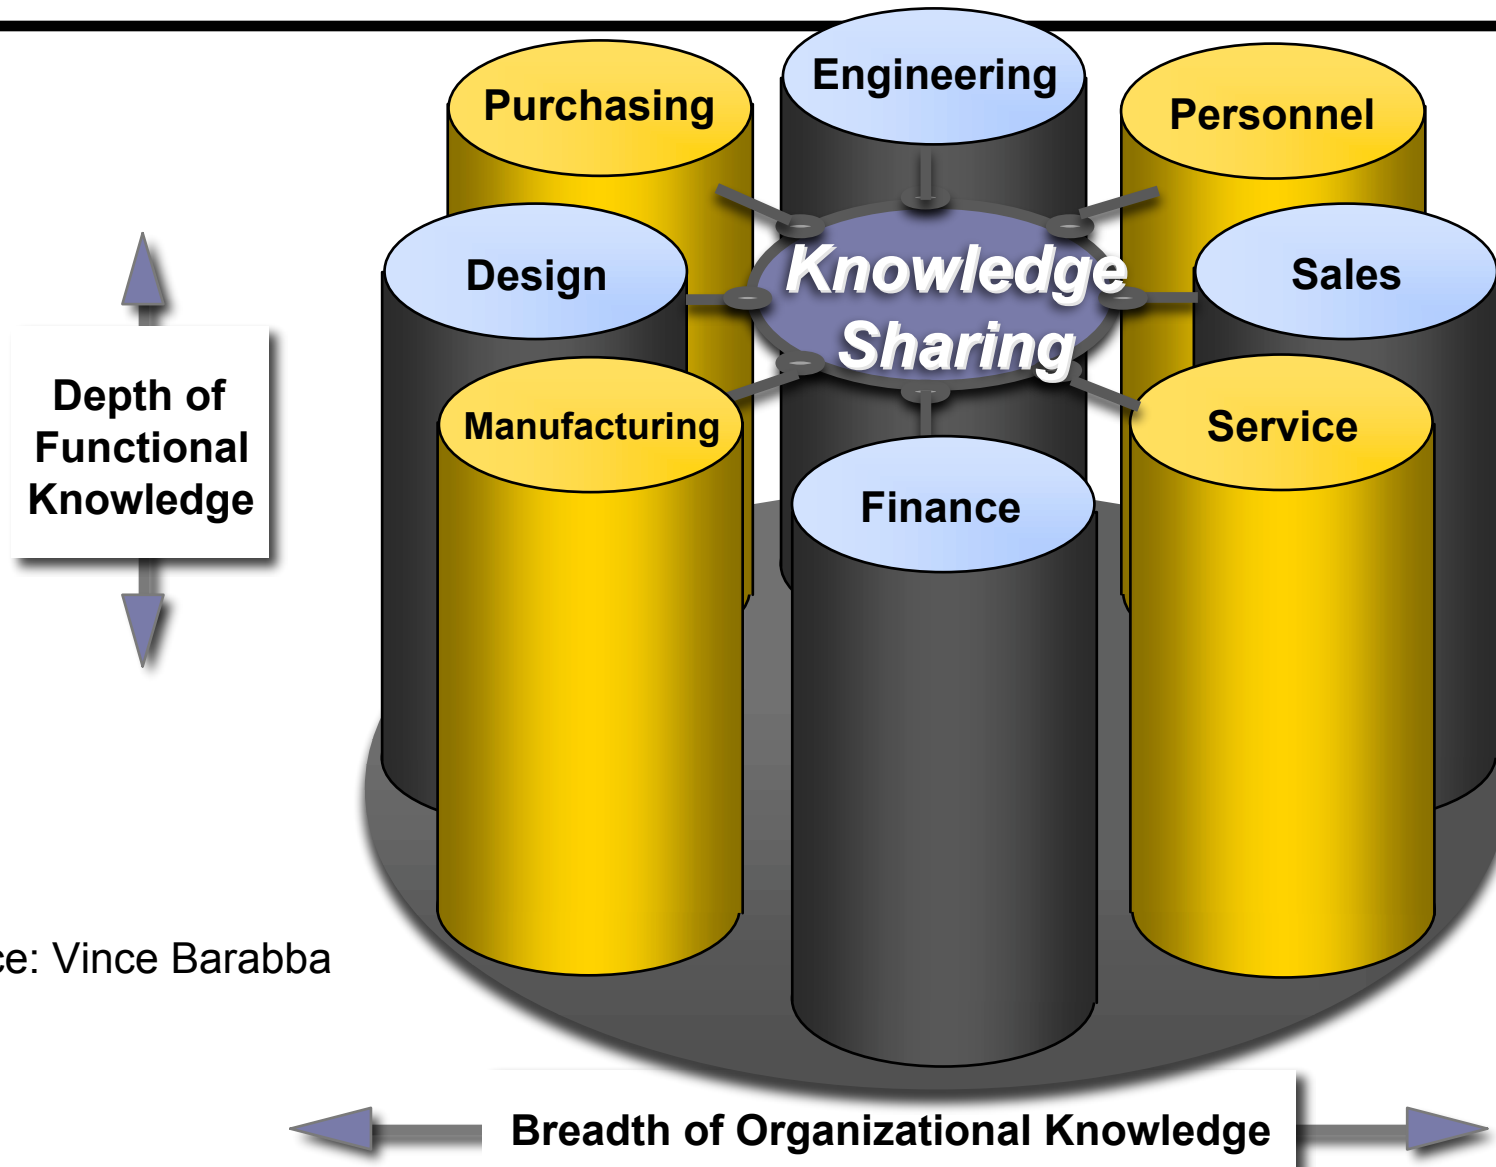 Engineering
Purchasing
Personnel
Design
Knowledge
Sharing
Sales
Depth of
Functional
Knowledge
Manufacturing
Service
Finance
ce: Vince Barabba
Breadth of Organizational Knowledge